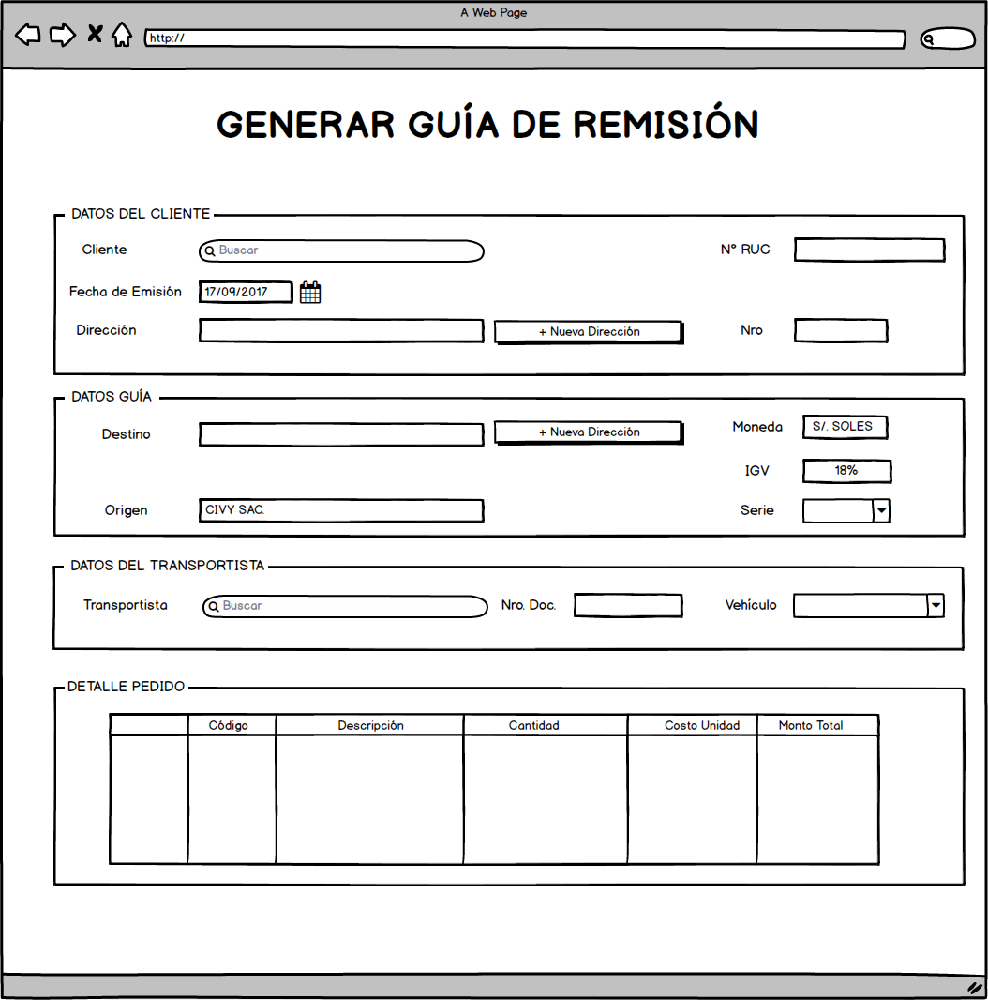 A Web Page
http://
GENERAR GUÍA DE REMISIÓN
DATOS DEL CLIENTE
Cliente Buscar N° RUC
Fecha de Emisión 17/09/2017
Dirección + Nueva Dirección Nro
DATOS GUÍA
Destino + Nueva Dirección Moneda S/. SOLES
IGV 18%
Origen CIVY SAC. Serie
DATOS DEL TRANSPORTISTA
Transportista Buscar Nro. Doc. Vehículo
DETALLE PEDIDO
Código Descripción Cantidad Costo Unidad Monto Total